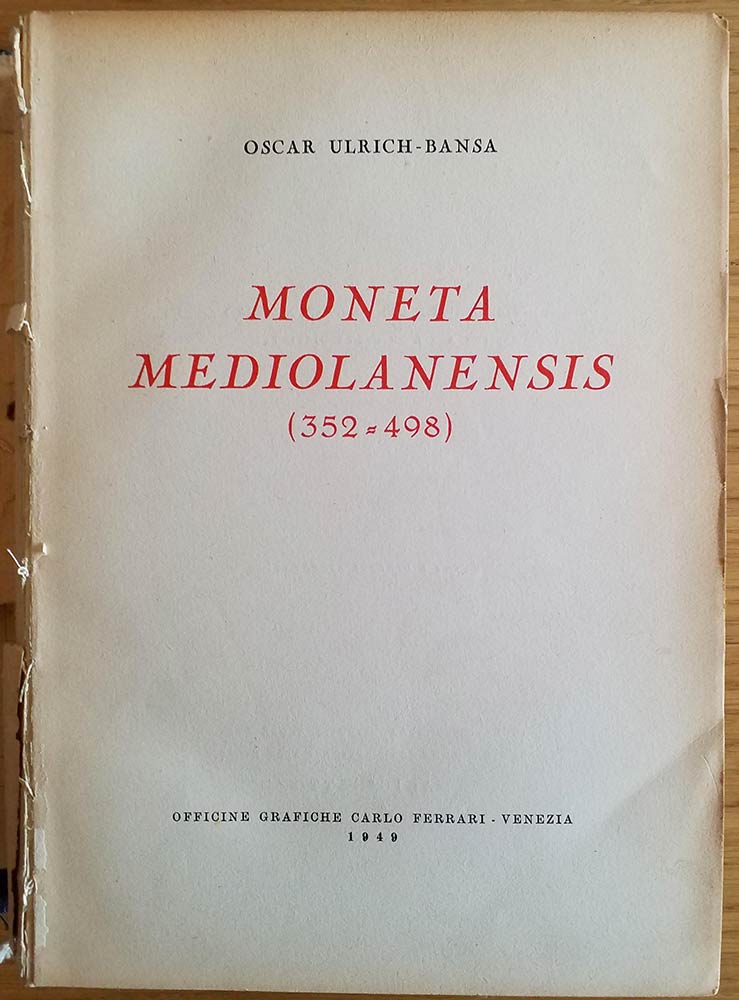 OSCAR ULRICH-BANSA
MONETA
MEDIOLANENSIS
(352=498)
OFFICINE GRAFICHE CARLO FERRARI - VENEZIA
1949